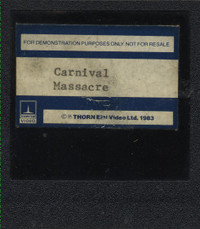 FOR DEMONSTRATION PURPOSES ONLY NOT FOR RESALE
Carnival
Massacre
© ℗ THORN EMI Video Ltd. 1983